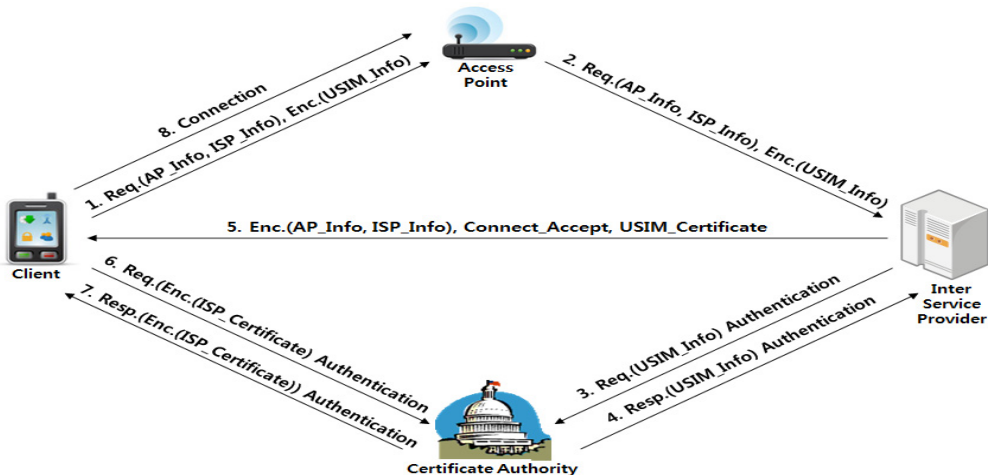 Access
Point
8. Connection
1. Req.(AP_Info, ISP_Info), Enc.(USIM_Info)
2. Req.(AP_Info, ISP_Info), Enc.(USIM_Info)
5. Enc.(AP_Info, ISP_Info), Connect_Accept, USIM_Certificate
Client
Inter
Service
Provider
6. Req.(Enc.(ISP_Certificate) Authentication
7. Resp.(Enc.(ISP_Certificate)) Authentication
3. Req.(USIM_Info) Authentication
4. Resp.(USIM_Info) Authentication
Certificate Authority